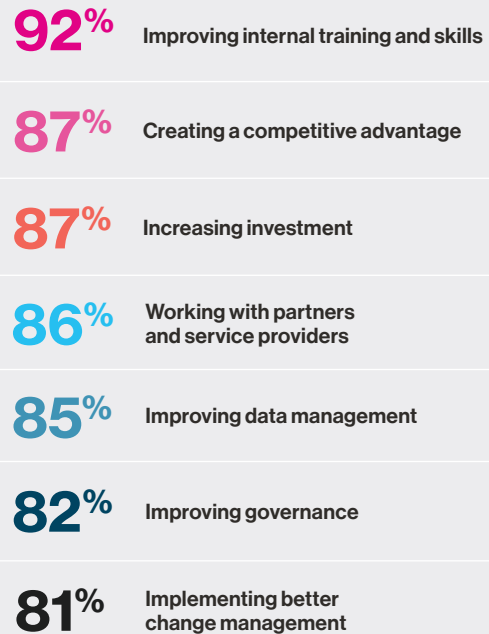 92% Improving internal training and skills
87% Creating a competitive advantage
87% Increasing investment
86% Working with partners
and service providers
85% Improving data management
82% Improving governance
81% Implementing better
change management